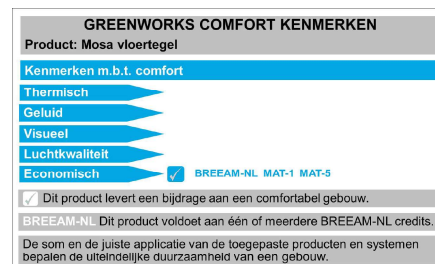 GREENWORKS COMFORT KENMERKEN
Product: Mosa vloertegel
Kenmerken m.b.t. comfort
Thermisch
Geluid
Visueel
Luchtkwaliteit
Economisch BREEAM-NL MAT-1 MAT-5
Dit product levert een bijdrage aan een comfortabel gebouw.
BREEAM-NL Dit product voldoet aan één of meerdere BREEAM-NL credits.
De som en de juiste applicatie van de toegepaste producten en systemen
bepalen de uiteindelijke duurzaamheid van een gebouw.